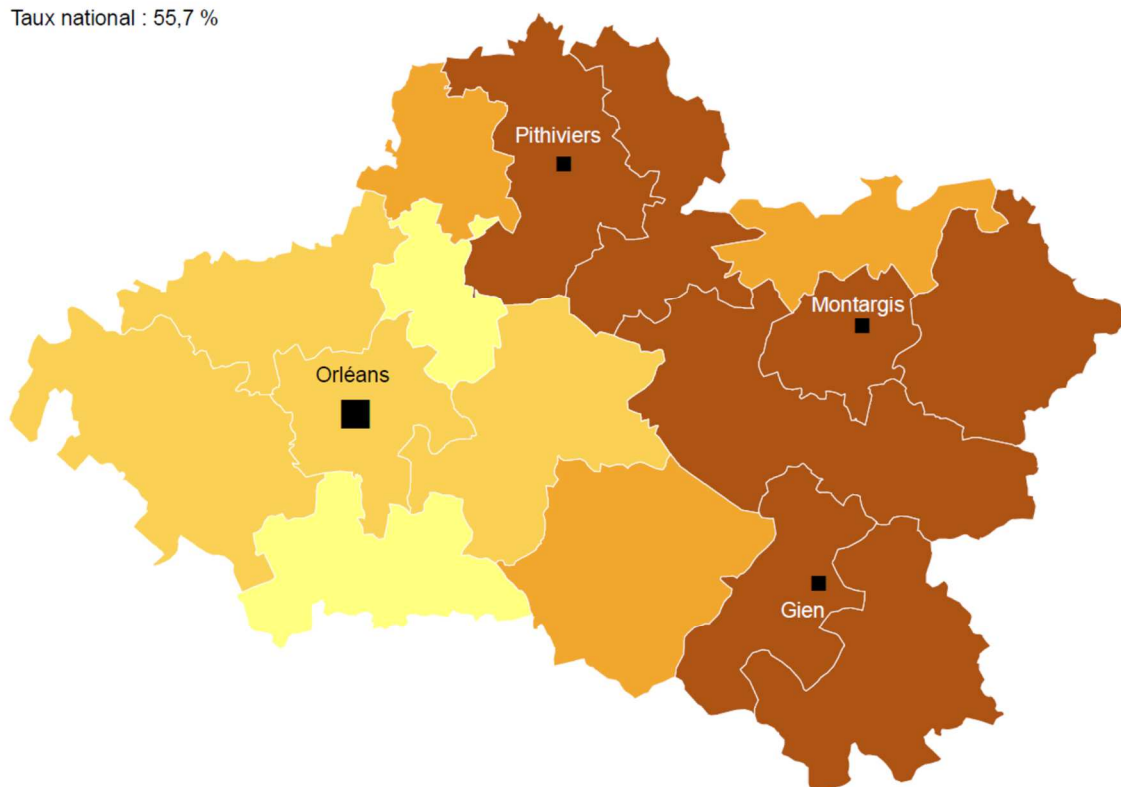 Taux national : 55,7 %
Pithiviers
Montargis
Orléans
Gien